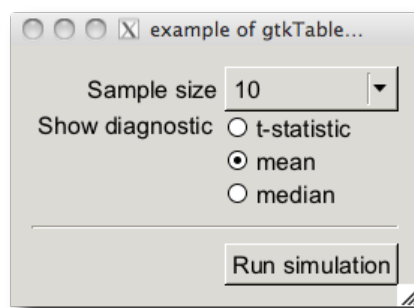 example of gtkTable...
Sample size 10
Show diagnostic t-statistic
mean
median
Run simulation